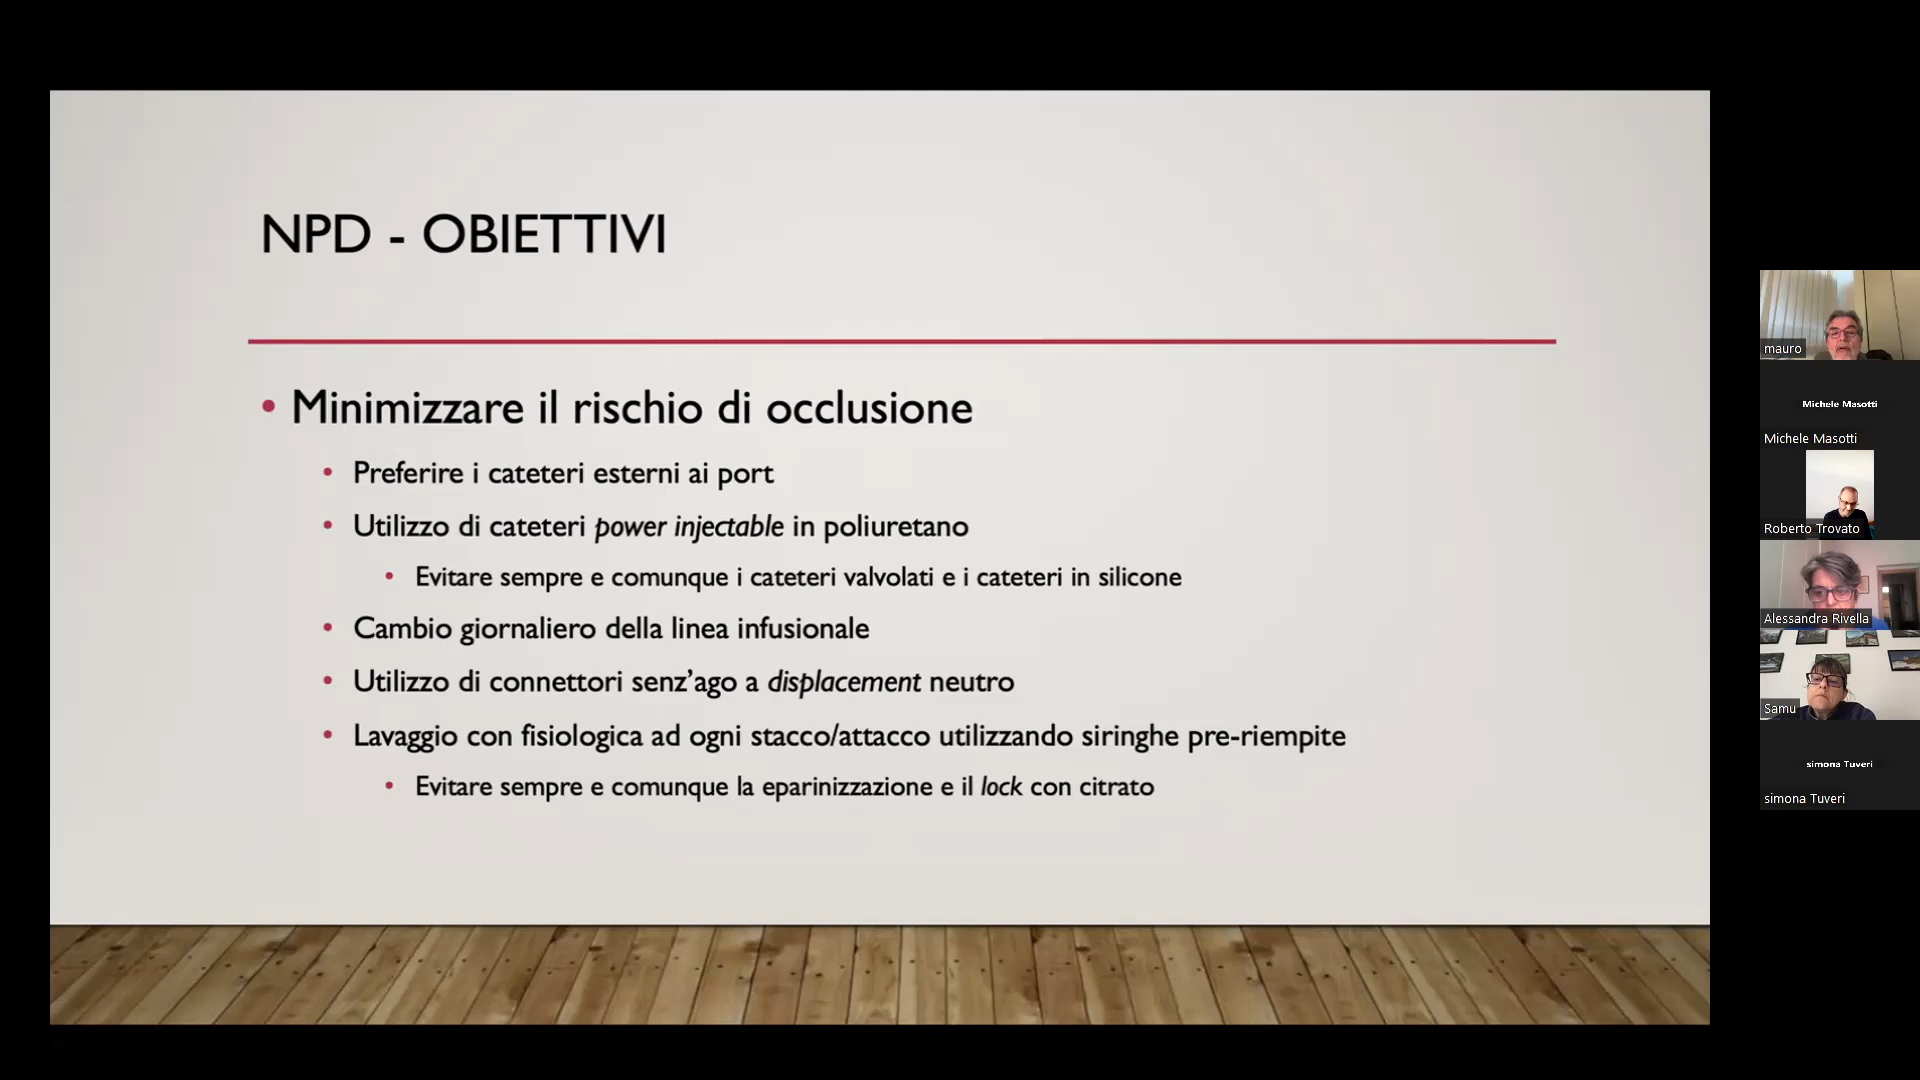 NPD - OBIETTIVI
• Minimizzare il rischio di occlusione
• Preferire i cateteri esterni ai port
• Utilizzo di cateteri power injectable in poliuretano
• Evitare sempre e comunque i cateteri valvolati e i cateteri in silicone
• Cambio giornaliero della linea infusionale
• Utilizzo di connettori senz’ago a displacement neutro
• Lavaggio con fisiologica ad ogni stacco/attacco utilizzando siringhe pre-riempite
• Evitare sempre e comunque la eparinizzazione e il lock con citrato
mauro
Michele Masotti
Michele Masotti
Roberto Trovato
Alessandra Rivella
Samu
simona Tuveri
simona Tuveri